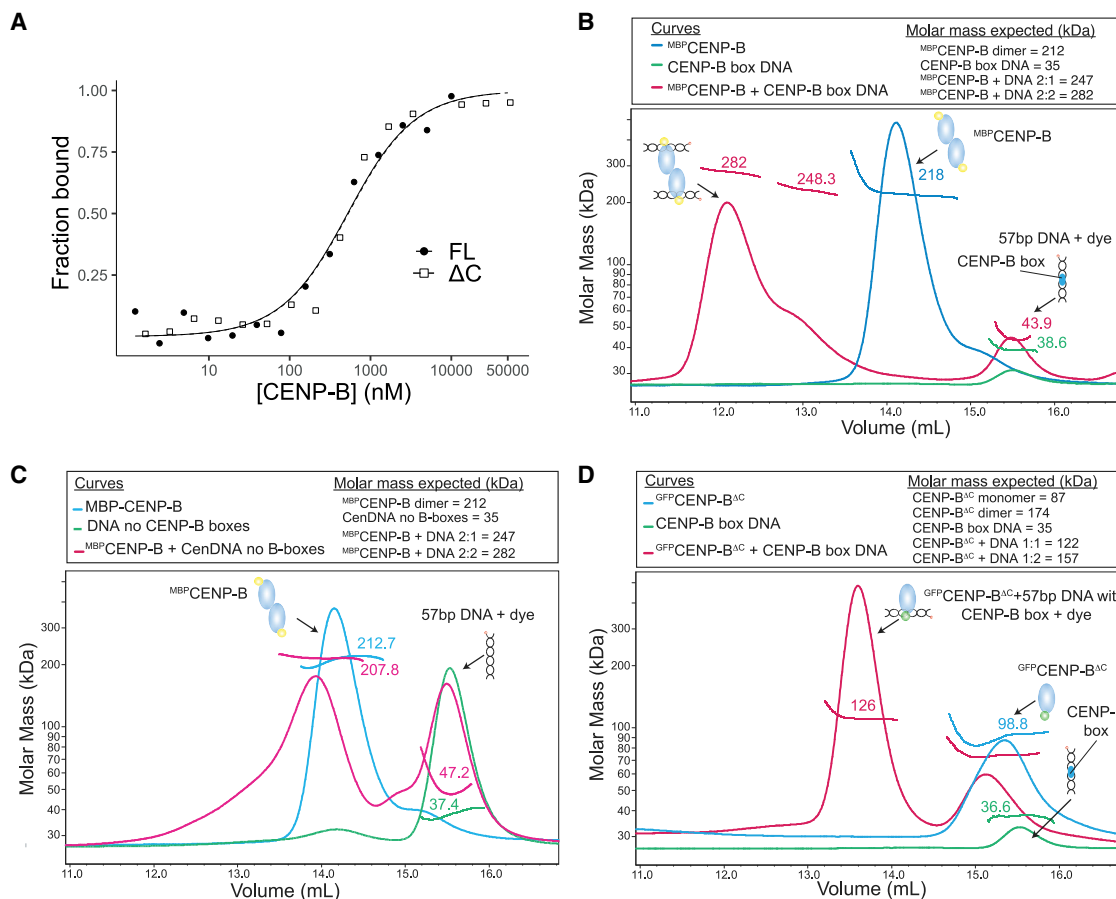 A
Fraction bound
1.00
0.75
0.50
0.25
FL
ΔC
10
100
1000
10000
50000
[CENP-B] (nM)
B
Curves
MBPCENP-B
CENP-B box DNA
MBPCENP-B + CENP-B box DNA
Molar mass expected (kDa)
MBPCENP-B dimer = 212
CENP-B box DNA = 35
MBPCENP-B + DNA 2:1 = 247
MBPCENP-B + DNA 2:2 = 282
Molar Mass (kDa)
300
200
100
90
80
70
60
50
40
30
282
248.3
218
MBPCENP-B
57bp DNA + dye
CENP-B box
43.9
38.6
11.0
12.0
13.0
14.0
15.0
16.0
Volume (mL)
C
Curves
MBP-CENP-B
DNA no CENP-B boxes
MBPCENP-B + CenDNA no B-boxes
Molar mass expected (kDa)
MBPCENP-B dimer = 212
CenDNA no B-boxes = 35
MBPCENP-B + DNA 2:1 = 247
MBPCENP-B + DNA 2:2 = 282
Molar Mass (kDa)
300
200
100
90
80
70
60
50
40
30
MBPCENP-B
57bp DNA + dye
212.7
207.8
47.2
37.4
11.0
12.0
13.0
14.0
15.0
16.0
Volume (mL)
D
Curves
GFPCENP-BΔC
CENP-B box DNA
GFPCENP-BΔC + CENP-B box DNA
Molar mass expected (kDa)
CENP-BΔC monomer = 87
CENP-BΔC dimer = 174
CENP-B box DNA = 35
CENP-BΔC + DNA 1:1 = 122
CENP-BΔC + DNA 1:2 = 157
Molar Mass (kDa)
300
200
100
90
80
70
60
50
40
30
GFPCENP-BΔC+57bp DNA wit
CENP-B box + dye
GFPCENP-BΔC
CENP-
box
126
98.8
36.6
11.0
12.0
13.0
14.0
15.0
16.0
Volume (mL)